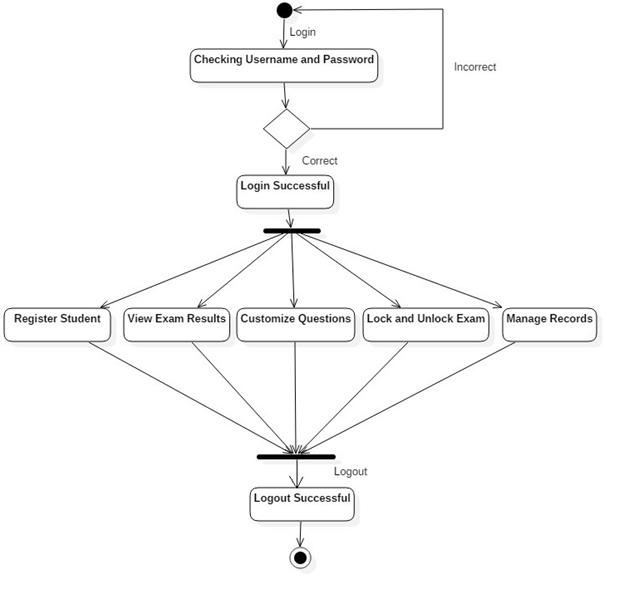 Login
Checking Username and Password
Incorrect
Correct
Login Successful
Register Student
View Exam Results
Customize Questions
Lock and Unlock Exam
Manage Records
Logout
Logout Successful